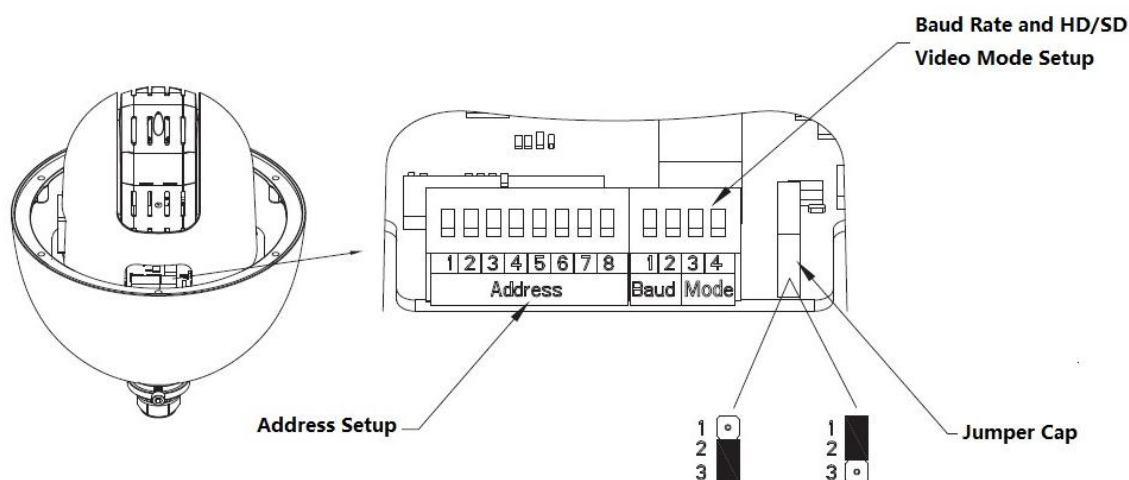 Baud Rate and HD/SD
Video Mode Setup
1 2 3 4 5 6 7 8 1 2 3 4
Address Baud Mode
Address Setup
Jumper Cap
1 1
2 2
3 3